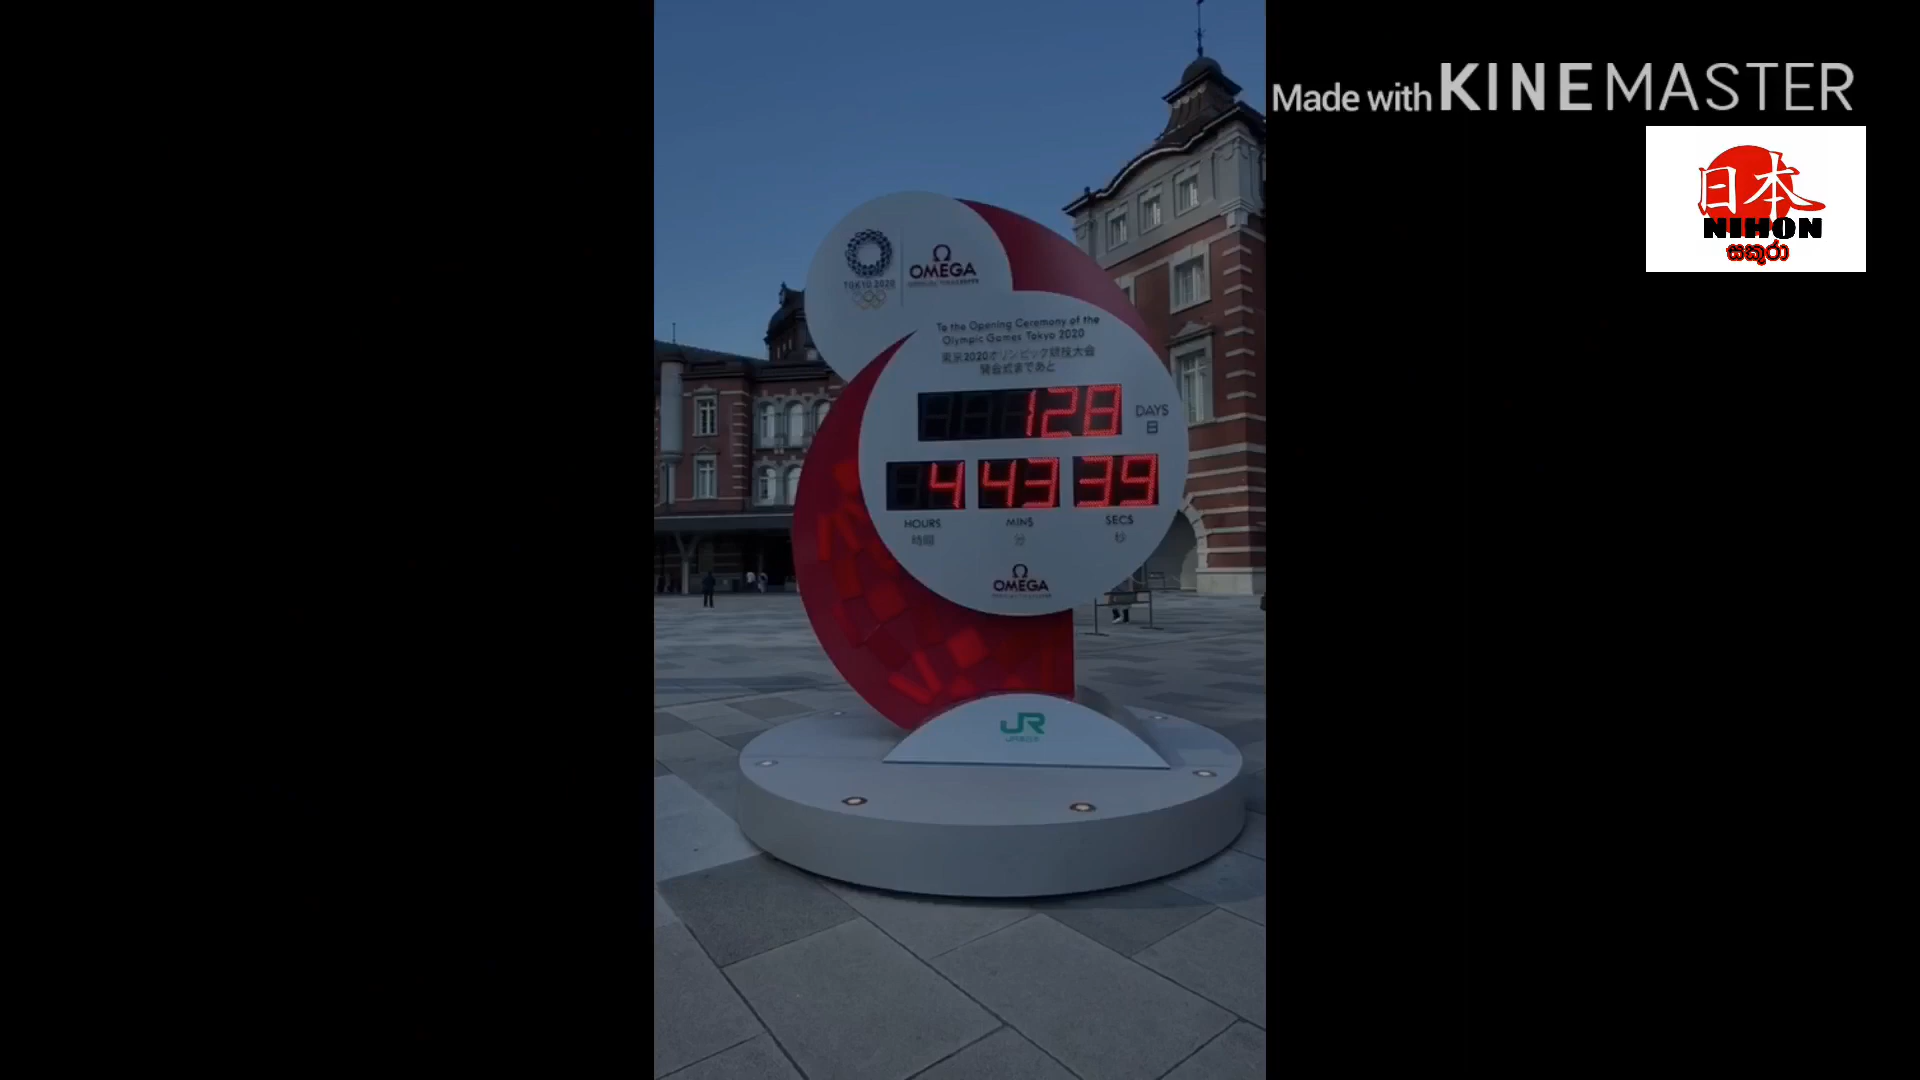 Made with KINEMASTER
日本
NIHON
සකුරා
TOKYO 2020
Ω
OMEGA
To the Opening Ceremony of the
Olympic Games Tokyo 2020
東京2020オリンピック競技大会
開会式まであと
128 DAYS
日
4 43 39
HOURS MINS SECS
時間 分 秒
Ω
OMEGA
JR